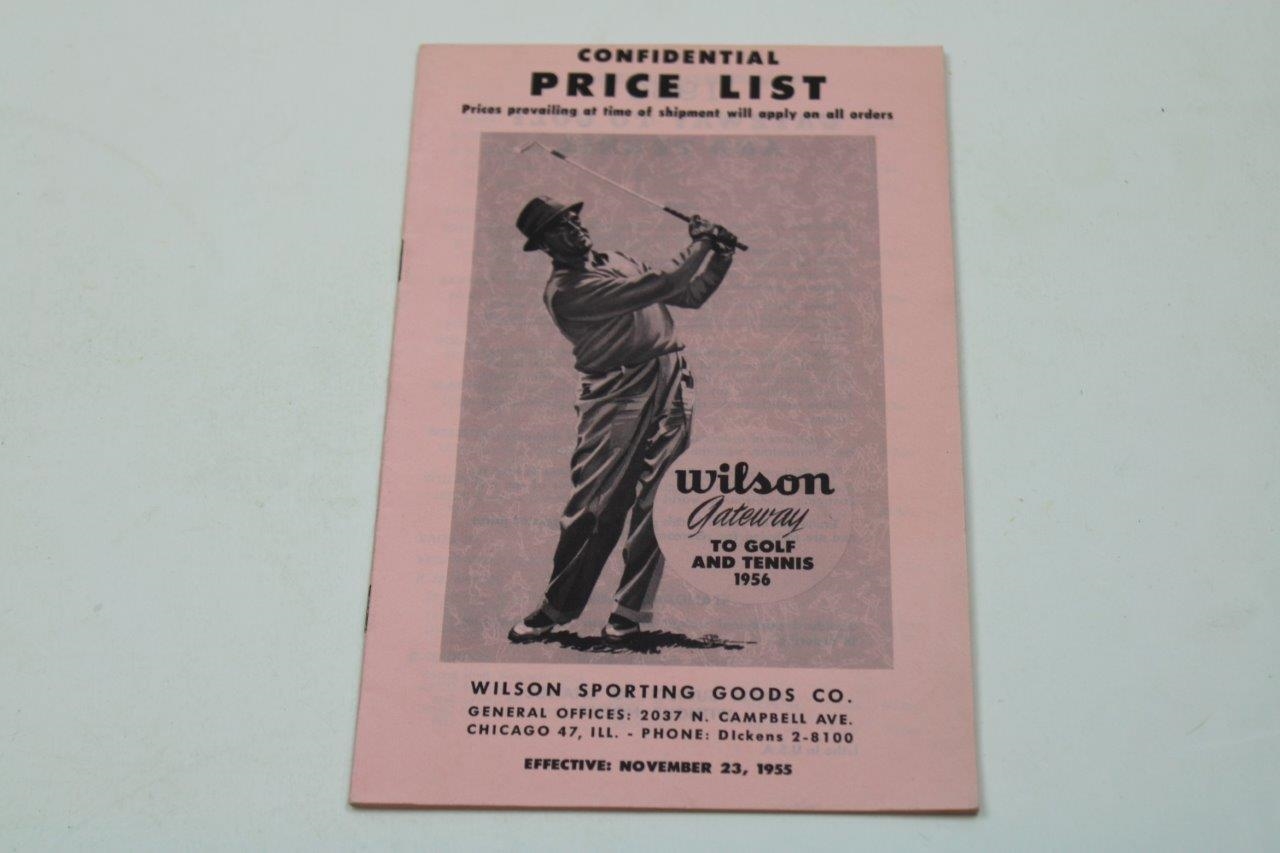 CONFIDENTIAL
PRICE LIST
Prices prevailing at time of shipment will apply on all orders
Wilson
Gateway
TO GOLF
AND TENNIS
1956
WILSON SPORTING GOODS CO.
GENERAL OFFICES: 2037 N. CAMPBELL AVE.
CHICAGO 47, ILL. - PHONE: DIckens 2-8100
EFFECTIVE: NOVEMBER 23, 1955